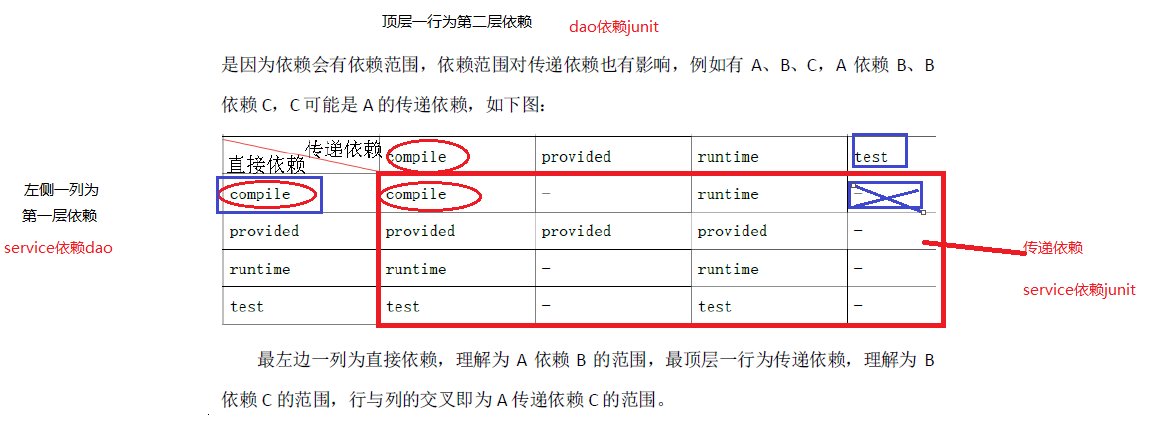 顶层一行为第二层依赖
dao依赖junit
是因为依赖会有依赖范围，依赖范围对传递依赖也有影响，例如有 A、B、C，A 依赖 B、B
依赖 C，C 可能是 A 的传递依赖，如下图：
传递依赖
直接依赖
compile provided runtime test
compile compile - runtime -
provided provided provided provided -
runtime runtime - runtime -
test test - test -
左侧一列为
第一层依赖
service依赖dao
传递依赖
service依赖junit
最左边一列为直接依赖，理解为 A 依赖 B 的范围，最顶层一行为传递依赖，理解为 B
依赖 C 的范围，行与列的交叉即为 A 传递依赖 C 的范围。